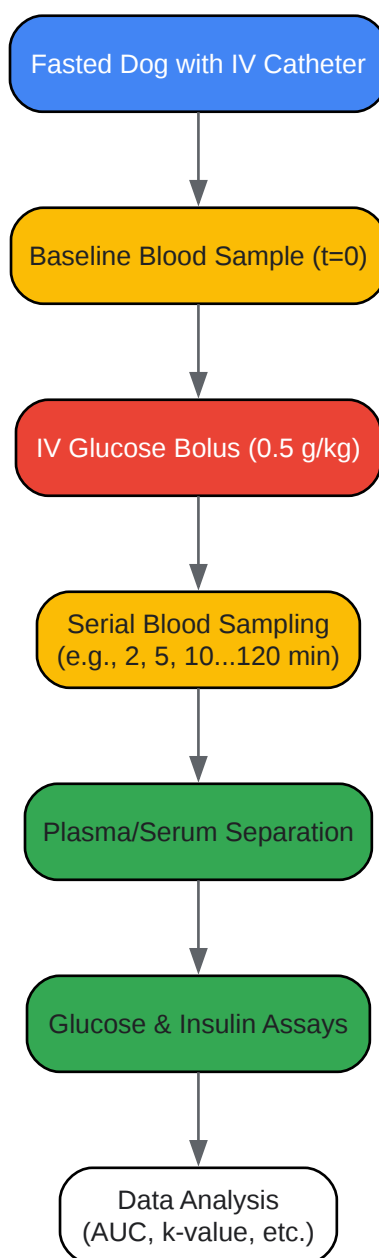 Fasted Dog with IV Catheter
Baseline Blood Sample (t=0)
IV Glucose Bolus (0.5 g/kg)
Serial Blood Sampling
(e.g., 2, 5, 10...120 min)
Plasma/Serum Separation
Glucose & Insulin Assays
Data Analysis
(AUC, k-value, etc.)